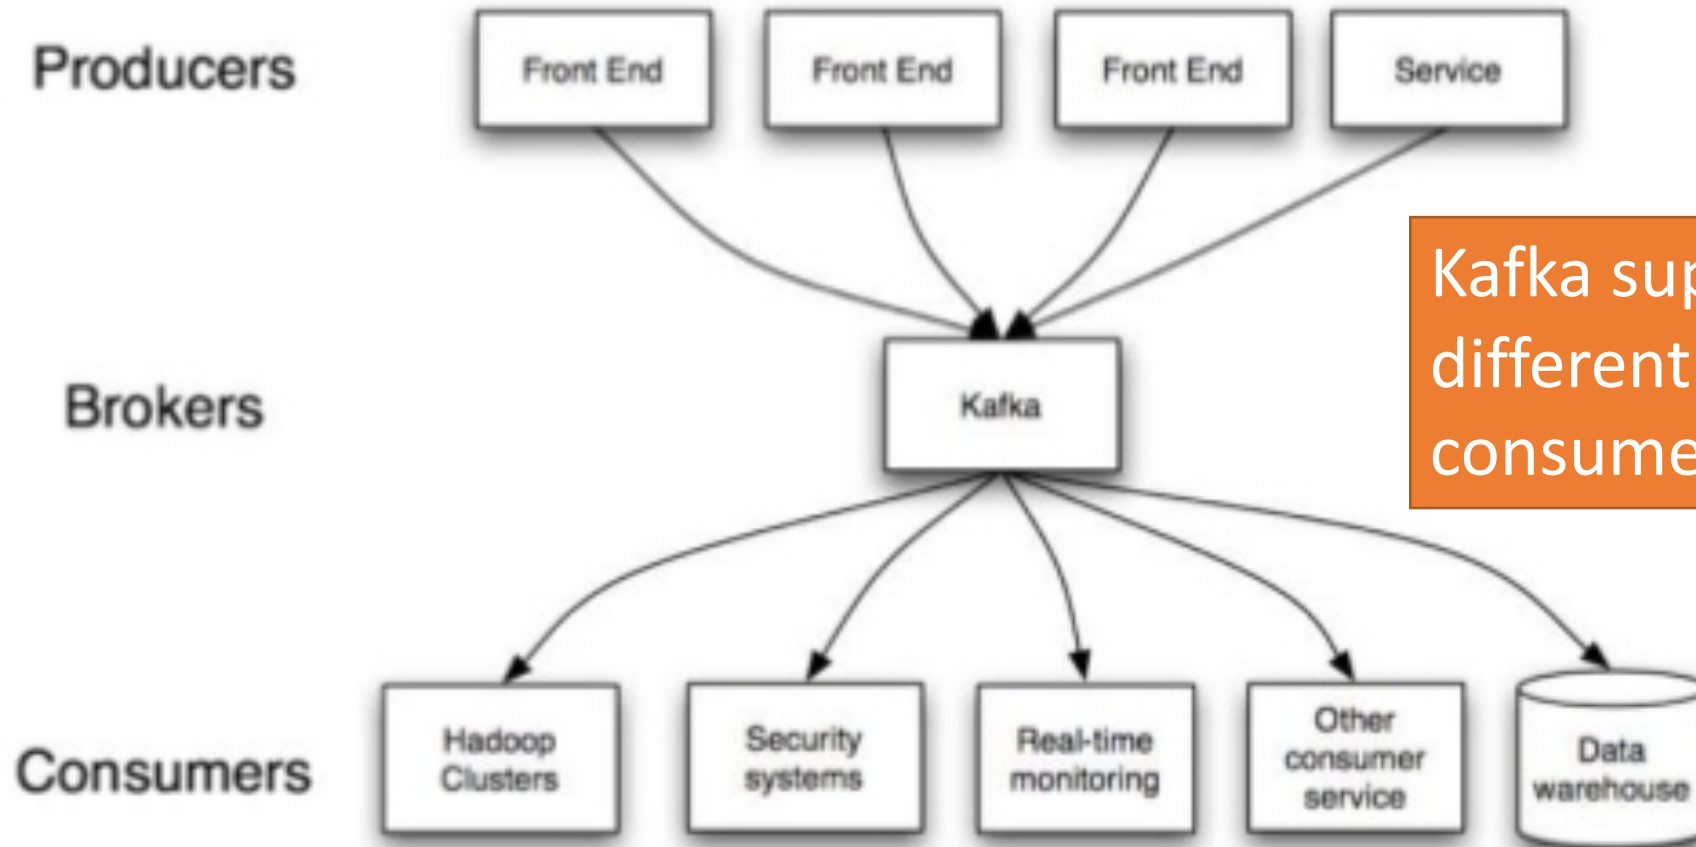 Producers
Front End
Front End
Front End
Service
Kafka
different
Brokers
Kafka
Consumers
Hadoop
Clusters
Security
systems
Real-time
monitoring
Other
consumer
service
Data
warehouse